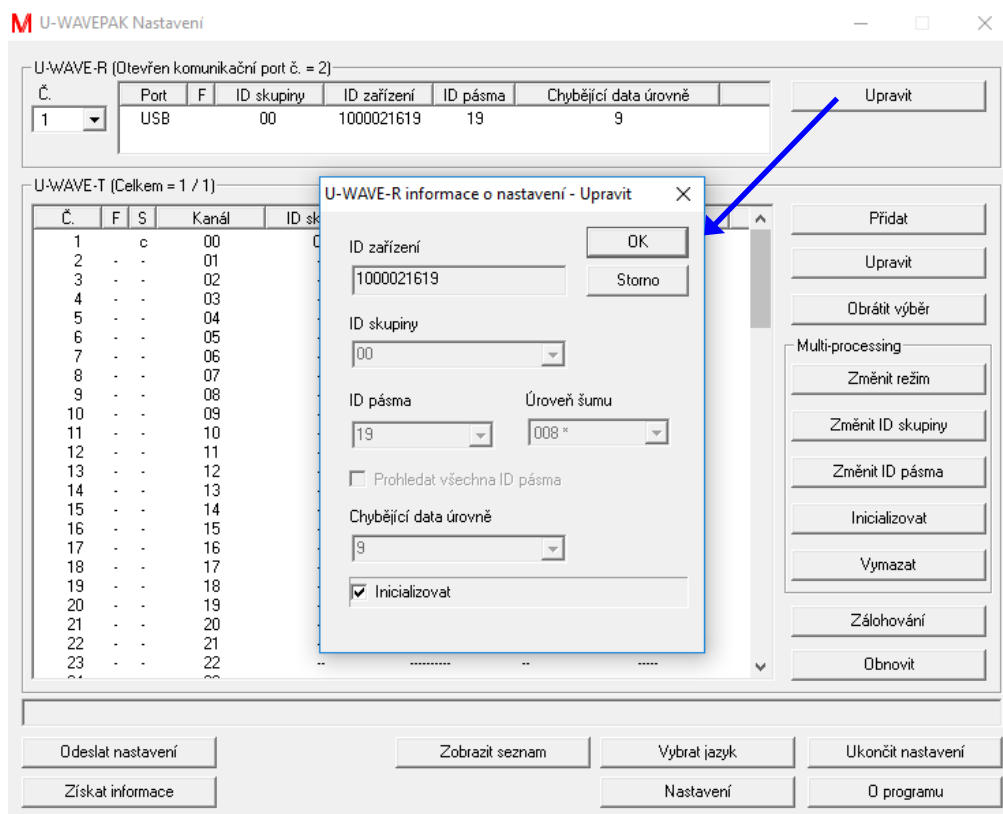 M U-WAVEPAK Nastavení
U-WAVE-R (Otevřen komunikační port č. = 2)
Č. Port F ID skupiny ID zařízení ID pásma Chybějící data úrovně
1 USB 00 1000021619 19 9
Upravit
U-WAVE-T (Celkem = 1 / 1)
Č. F S Kanál ID sk
1 c 00 0
2 - - 01
3 - - 02
4 - - 03
5 - - 04
6 - - 05
7 - - 06
8 - - 07
9 - - 08
10 - - 09
11 - - 10
12 - - 11
13 - - 12
14 - - 13
15 - - 14
16 - - 15
17 - - 16
18 - - 17
19 - - 18
20 - - 19
21 - - 20
22 - - 21
23 - - 22 -- ---------- -- -----
U-WAVE-R informace o nastavení - Upravit
ID zařízení
1000021619
OK
Storno
ID skupiny
00
ID pásma Úroveň šumu
19 008 *
Prohledat všechna ID pásma
Chybějící data úrovně
9
Inicializovat
Přidat
Upravit
Obrátit výběr
Multi-processing
Změnit režim
Změnit ID skupiny
Změnit ID pásma
Inicializovat
Vymazat
Zálohování
Obnovit
Odeslat nastavení Zobrazit seznam Vybrat jazyk Ukončit nastavení
Získat informace Nastavení O programu